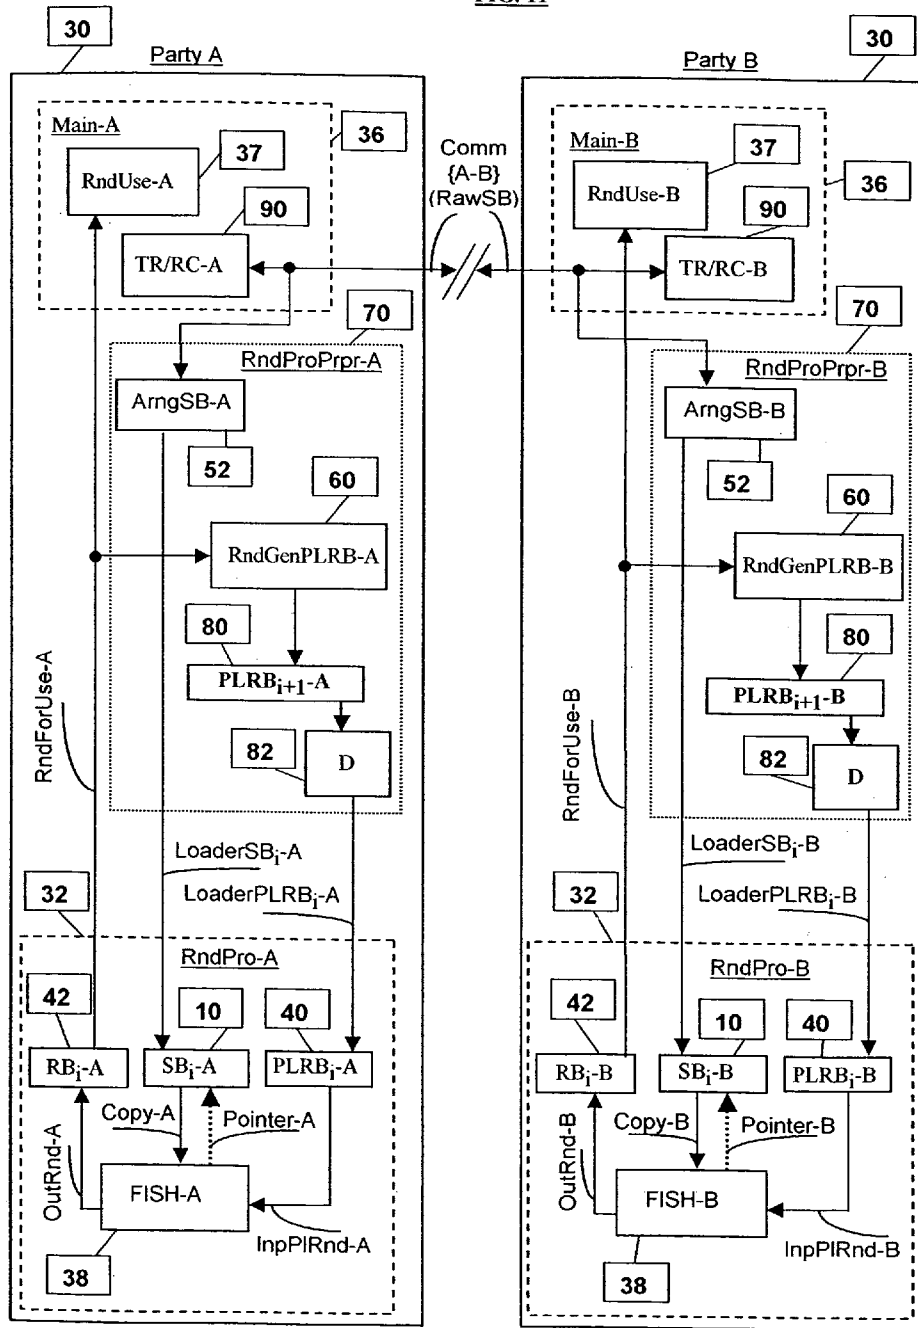 30
Party A
Main-A
36
37
RndUse-A
90
TR/RC-A
Comm
{A-B}
(RawSB)
70
RndProPrpr-A
ArngSB-A
52
60
RndGenPLRB-A
80
PLRBi+1-A
82
D
RndForUse-A
LoaderSBi-A
LoaderPLRBi-A
32
RndPro-A
42
10
40
RBi-A
SBi-A
PLRBi-A
Copy-A
Pointer-A
OutRnd-A
FISH-A
InpPlRnd-A
38
30
Party B
Main-B
36
37
RndUse-B
90
TR/RC-B
70
RndProPrpr-B
ArngSB-B
52
60
RndGenPLRB-B
80
PLRBi+1-B
82
D
RndForUse-B
LoaderSBi-B
LoaderPLRBi-B
32
RndPro-B
42
10
40
RBi-B
SBi-B
PLRBi-B
Copy-B
Pointer-B
OutRnd-B
FISH-B
InpPlRnd-B
38